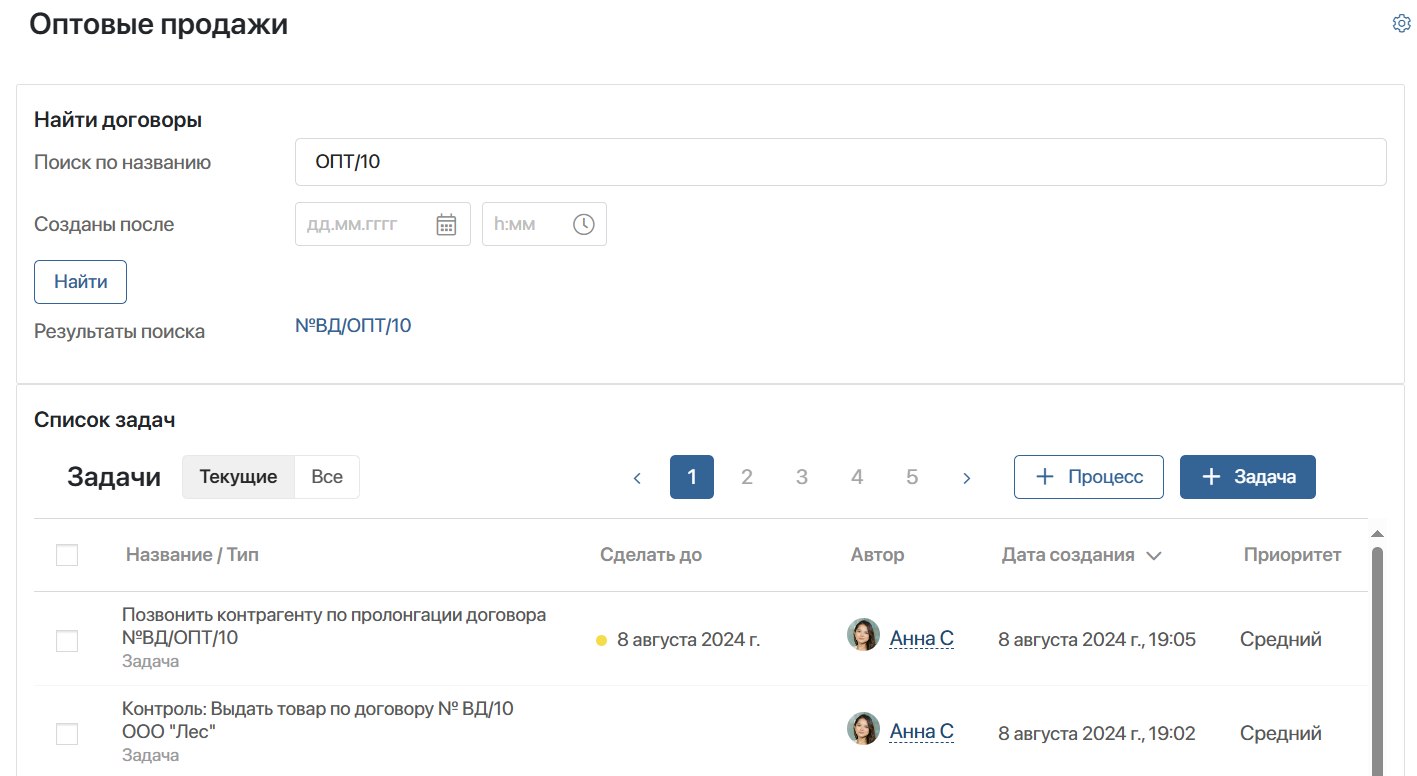 Оптовые продажи
Найти договоры
Поиск по названию
ОПТ/10
Созданы после
дд.мм.гггг
h:мм
Найти
Результаты поиска
№ВД/ОПТ/10
Список задач
Задачи
Текущие
Все
1
2
3
4
5
Процесс
Задача
Название / Тип
Сделать до
Автор
Дата создания
Приоритет
Позвонить контрагенту по пролонгации договора
№ВД/ОПТ/10
Задача
8 августа 2024 г.
Анна С
8 августа 2024 г., 19:05
Средний
Контроль: Выдать товар по договору № ВД/10
ООО "Лес"
Задача
Анна С
8 августа 2024 г., 19:02
Средний